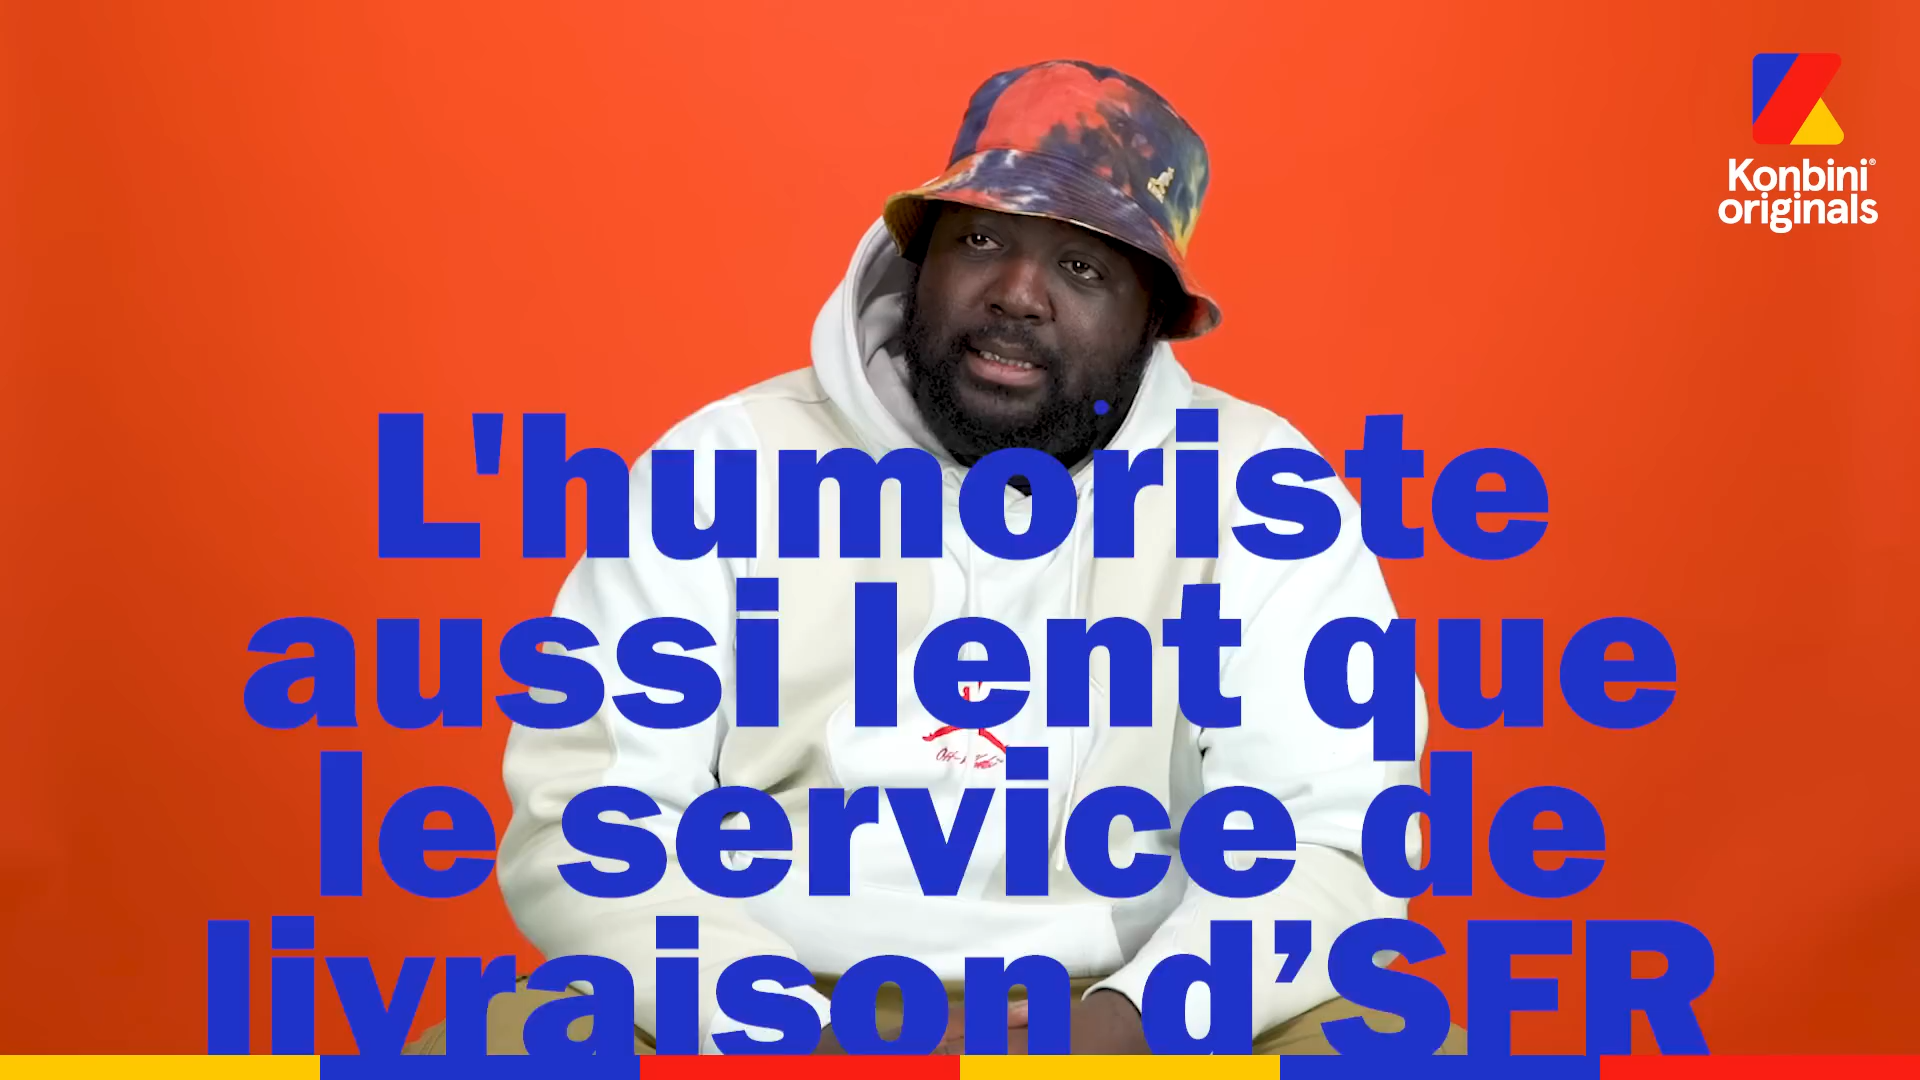 Konbini
originals
L'humoriste
aussi lent que
le service de
livraison d’SFR